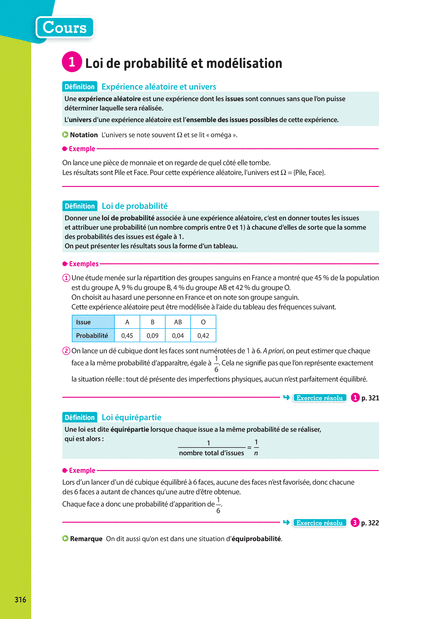 Cours
1 Loi de probabilité et modélisation
Définition Expérience aléatoire et univers
Une expérience aléatoire est une expérience dont les issues sont connues sans que l'on puisse
déterminer laquelle sera réalisée.
L'univers d'une expérience aléatoire est l'ensemble des issues possibles de cette expérience.
Notation L'univers se note souvent Ω et se lit « oméga ».
Exemple
On lance une pièce de monnaie et on regarde de quel côté elle tombe.
Les résultats sont Pile et Face. Pour cette expérience aléatoire, l'univers est Ω = {Pile, Face}.
Définition Loi de probabilité
Donner une loi de probabilité associée à une expérience aléatoire, c'est en donner toutes les issues
et attribuer une probabilité (un nombre compris entre 0 et 1) à chacune d'elles de sorte que la somme
des probabilités des issues est égale à 1.
On peut présenter les résultats sous la forme d'un tableau.
Exemples
1 Une étude menée sur la répartition des groupes sanguins en France a montré que 45 % de la population
est du groupe A, 9 % du groupe B, 4 % du groupe AB et 42 % du groupe O.
On choisit au hasard une personne en France et on note son groupe sanguin.
Cette expérience aléatoire peut être modélisée à l'aide du tableau des fréquences suivant.
Issue A B AB O
Probabilité 0,45 0,09 0,04 0,42
2 On lance un dé cubique dont les faces sont numérotées de 1 à 6. A priori, on peut estimer que chaque
face a la même probabilité d'apparaître, égale à 1/6. Cela ne signifie pas que l'on représente exactement
la situation réelle : tout dé présente des imperfections physiques, aucun n'est parfaitement équilibré.
Exercice résolu 1 p. 321
Définition Loi équirépartie
Une loi est dite équirépartie lorsque chaque issue a la même probabilité de se réaliser,
qui est alors :
1/nombre total d'issues = 1/n
Exemple
Lors d'un lancer d'un dé cubique équilibré à 6 faces, aucune des faces n'est favorisée, donc chacune
des 6 faces a autant de chances qu'une autre d'être obtenue.
Chaque face a donc une probabilité d'apparition de 1/6.
Exercice résolu 3 p. 322
Remarque On dit aussi qu'on est dans une situation d'équiprobabilité.
316